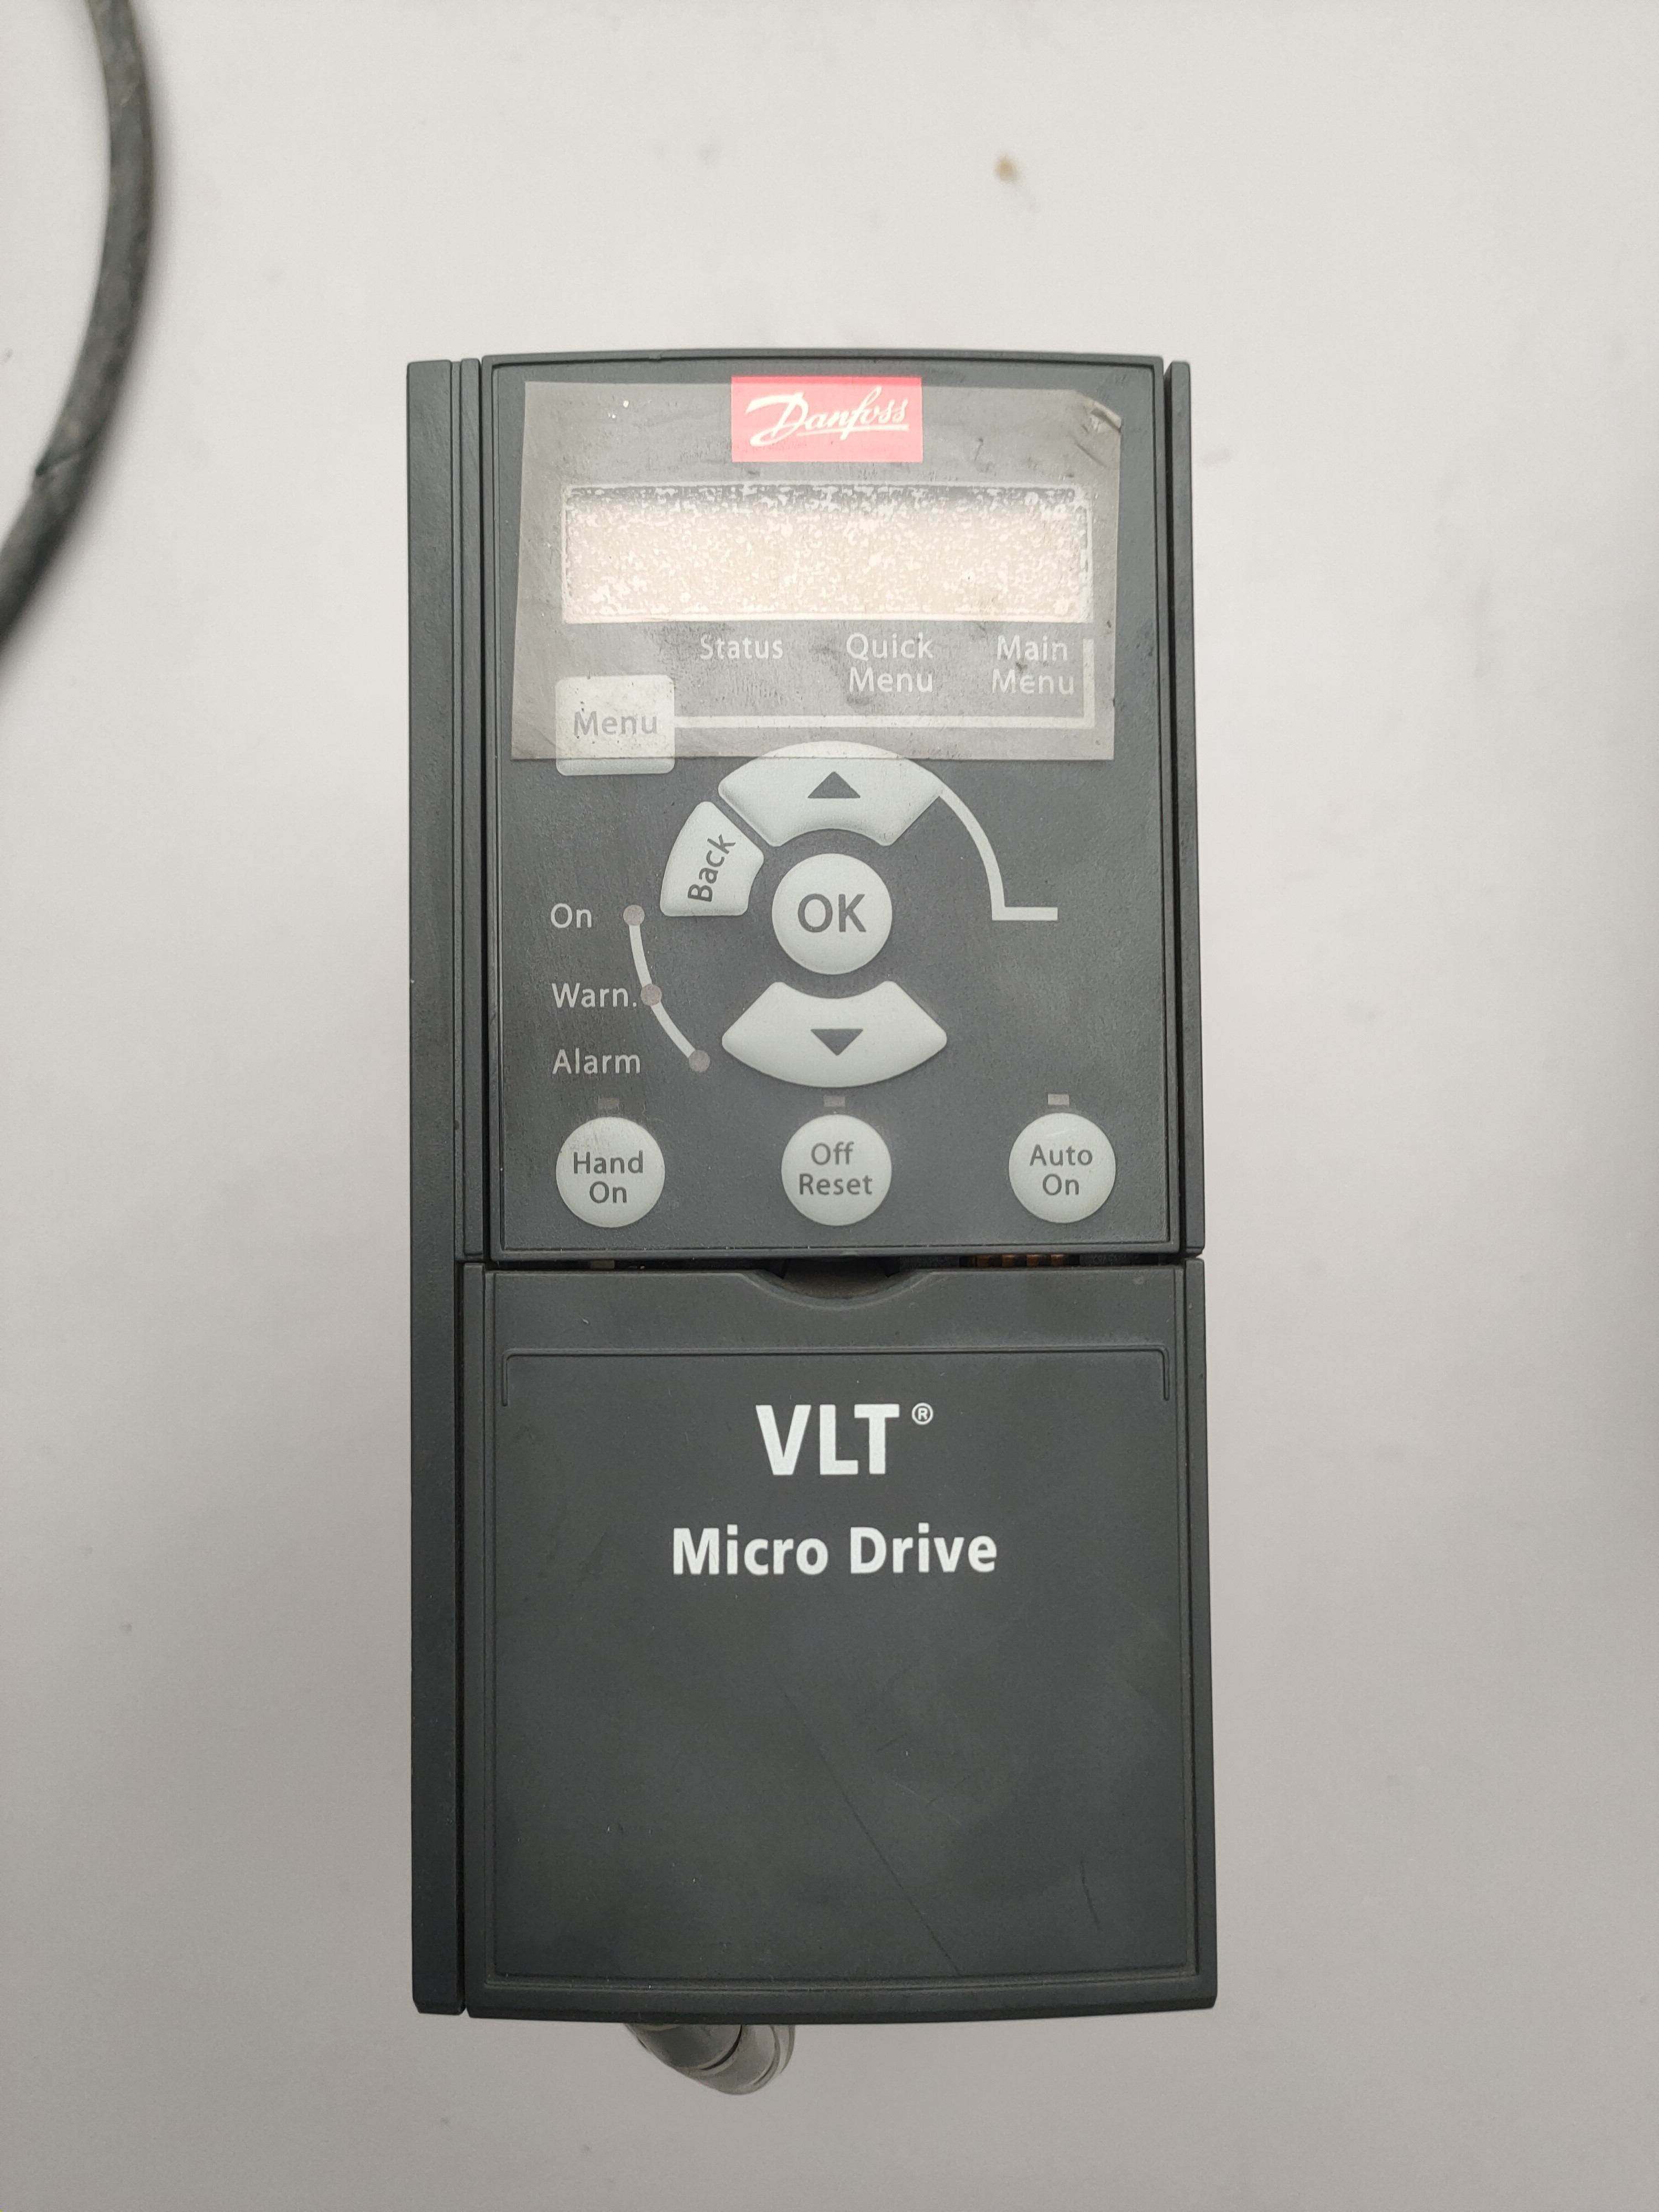 Danfoss
Status Quick Menu Main Menu
Menu
Back
OK
On
Warn.
Alarm
Hand On
Off Reset
Auto On
VLT®
Micro Drive